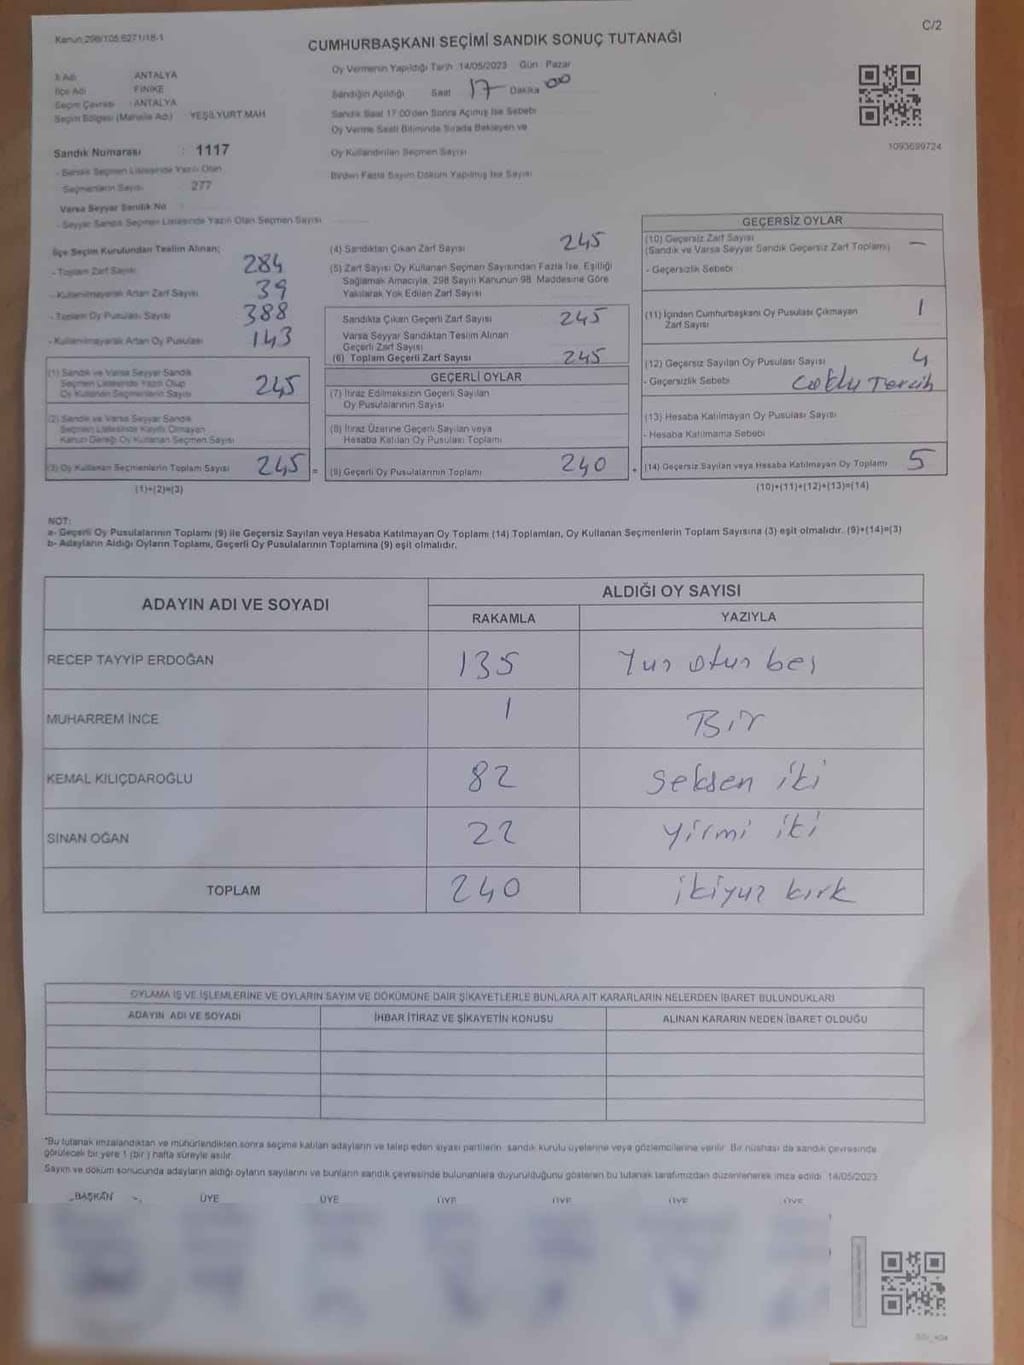 Kanun:298/105,6271/18-1
C/2
CUMHURBAŞKANI SEÇİMİ SANDIK SONUÇ TUTANAĞI
İl Adı ANTALYA
İlçe Adı FİNİKE
Seçim Çevresi : ANTALYA
Seçim Bölgesi (Mahalle Adı) YEŞİLYURT MAH
Sandık Numarası : 1117
- Sandık Seçmen Listesinde Yazılı Olan
Seçmenlerin Sayısı 277
Varsa Seyyar Sandık No
- Seyyar Sandık Seçmen Listesinde Yazılı Olan Seçmen Sayısı
Oy Vermenin Yapıldığı Tarih :14/05/2023 Gün : Pazar
Sandığın Açıldığı Saat 17 Dakika 00
Sandık Saat 17:00'den Sonra Açılmış İse Sebebi
Oy Verme Saati Bitiminde Sırada Bekleyen ve
Oy Kullandırılan Seçmen Sayısı
Birden Fazla Sayım Döküm Yapılmış İse Sayısı
1093699724
İlçe Seçim Kurulundan Teslim Alınan;
- Toplam Zarf Sayısı 284
- Kullanılmayarak Artan Zarf Sayısı 39
- Toplam Oy Pusulası Sayısı 388
- Kullanılmayarak Artan Oy Pusulası 143
(1) Sandık ve Varsa Seyyar Sandık
Seçmen Listesinde Yazılı Olup
Oy Kullanan Seçmenlerin Sayısı 245
(2) Sandık ve Varsa Seyyar Sandık
Seçmen Listesinde Kayıtlı Olmayan
Kanun Gereği Oy Kullanan Seçmen Sayısı
(3) Oy Kullanan Seçmenlerin Toplam Sayısı 245 =
(1)+(2)=(3)
(4) Sandıktan Çıkan Zarf Sayısı 245
(5) Zarf Sayısı Oy Kullanan Seçmen Sayısından Fazla İse, Eşitliği
Sağlamak Amacıyla, 298 Sayılı Kanunun 98. Maddesine Göre
Yakılarak Yok Edilen Zarf Sayısı
Sandıkta Çıkan Geçerli Zarf Sayısı 245
Varsa Seyyar Sandıktan Teslim Alınan
Geçerli Zarf Sayısı
(6) Toplam Geçerli Zarf Sayısı 245
GEÇERLİ OYLAR
(7) İtiraz Edilmeksizin Geçerli Sayılan
Oy Pusulalarının Sayısı
(8) İtiraz Üzerine Geçerli Sayılan veya
Hesaba Katılan Oy Pusulası Toplamı
(9) Geçerli Oy Pusulalarının Toplamı 240 +
GEÇERSİZ OYLAR
(10) Geçersiz Zarf Sayısı
(Sandık ve Varsa Seyyar Sandık Geçersiz Zarf Toplamı) —
- Geçersizlik Sebebi
(11) İçinden Cumhurbaşkanı Oy Pusulası Çıkmayan
Zarf Sayısı 1
(12) Geçersiz Sayılan Oy Pusulası Sayısı 4
- Geçersizlik Sebebi Çoklu Tercih
(13) Hesaba Katılmayan Oy Pusulası Sayısı
- Hesaba Katılmama Sebebi
(14) Geçersiz Sayılan veya Hesaba Katılmayan Oy Toplamı 5
(10)+(11)+(12)+(13)=(14)
NOT:
a- Geçerli Oy Pusulalarının Toplamı (9) ile Geçersiz Sayılan veya Hesaba Katılmayan Oy Toplamı (14) Toplamları, Oy Kullanan Seçmenlerin Toplam Sayısına (3) eşit olmalıdır. (9)+(14)=(3)
b- Adayların Aldığı Oyların Toplamı, Geçerli Oy Pusulalarının Toplamına (9) eşit olmalıdır.
ADAYIN ADI VE SOYADI
ALDIĞI OY SAYISI
RAKAMLA YAZIYLA
RECEP TAYYİP ERDOĞAN 135 Yuz otuz beş
MUHARREM İNCE 1 Bir
KEMAL KILIÇDAROĞLU 82 Seksen iki
SİNAN OĞAN 22 yirmi iki
TOPLAM 240 ikiyuz kırk
OYLAMA İŞ VE İŞLEMLERİNE VE OYLARIN SAYIM VE DÖKÜMÜNE DAİR ŞİKAYETLERLE BUNLARA AİT KARARLARIN NELERDEN İBARET BULUNDUKLARI
ADAYIN ADI VE SOYADI İHBAR İTİRAZ VE ŞİKAYETİN KONUSU ALINAN KARARIN NEDEN İBARET OLDUĞU
*Bu tutanak imzalandıktan ve mühürlendikten sonra seçime katılan adayların ve talep eden siyasi partilerin sandık kurulu üyelerine veya gözlemcilerine verilir. Bir nüshası da sandık çevresinde
görülecek bir yere 1 (bir) hafta süreyle asılır.
Sayım ve döküm sonucunda adayların aldığı oyların sayılarını ve bunların sandık çevresinde bulunanlara duyurulduğunu gösteren bu tutanak tarafımızdan düzenlenerek imza edildi. 14/05/2023
BAŞKAN ÜYE ÜYE ÜYE ÜYE ÜYE ÜYE